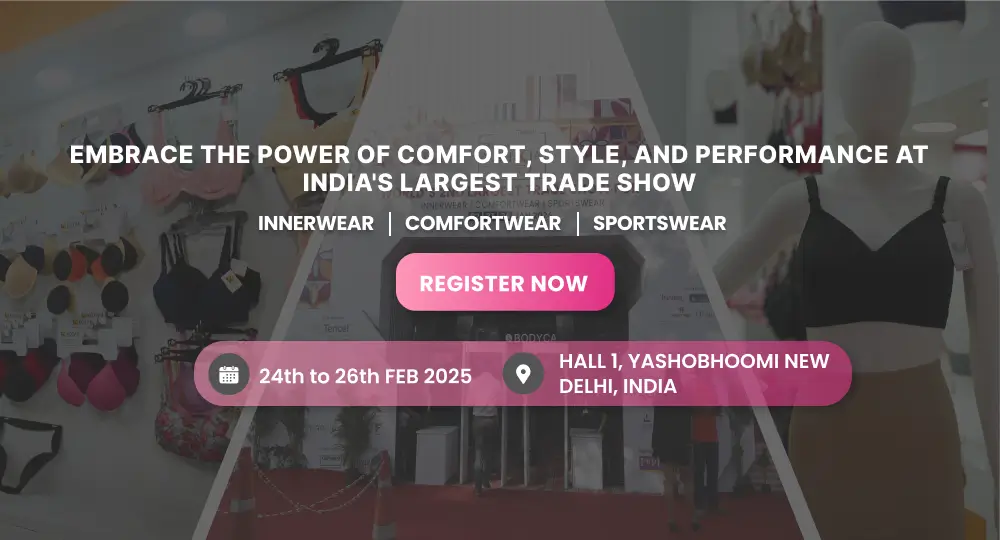 EMBRACE THE POWER OF COMFORT, STYLE, AND PERFORMANCE AT
INDIA'S LARGEST TRADE SHOW
INNERWEAR | COMFORTWEAR | SPORTSWEAR
REGISTER NOW
BODYCA
24th to 26th FEB 2025
HALL 1, YASHOBHOOMI NEW
DELHI, INDIA